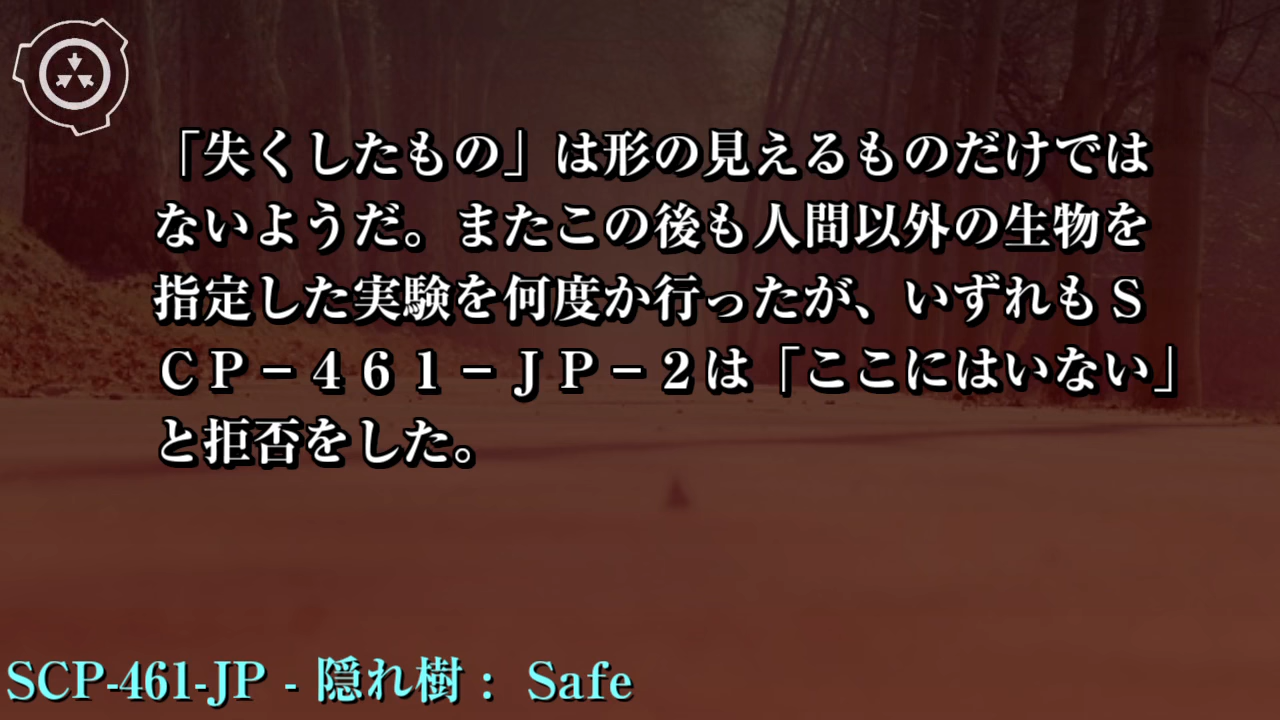 「失くしたもの」は形の見えるものだけでは
ないようだ。またこの後も人間以外の生物を
指定した実験を何度か行ったが、いずれもＳ
ＣＰ－４６１－ＪＰ－２は「ここにはいない」
と拒否をした。
SCP-461-JP - 隠れ樹： Safe